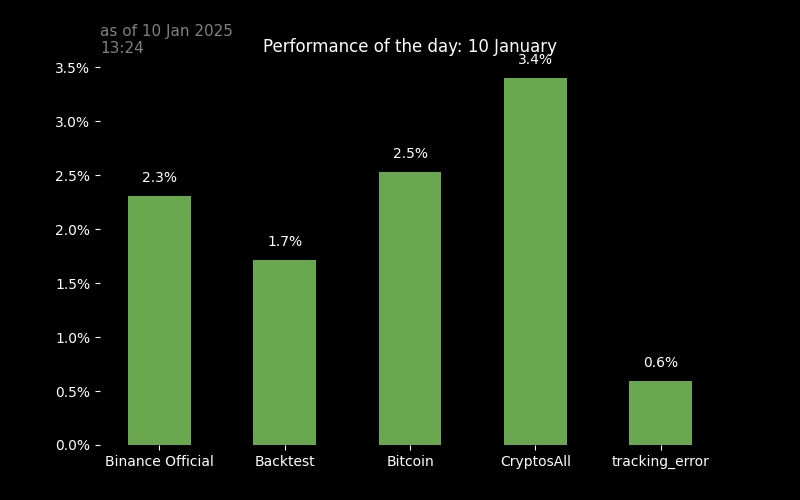 as of 10 Jan 2025
13:24
Performance of the day: 10 January
3.5%
3.0%
2.5%
2.0%
1.5%
1.0%
0.5%
0.0%
2.3%
1.7%
2.5%
3.4%
0.6%
Binance Official
Backtest
Bitcoin
CryptosAll
tracking_error